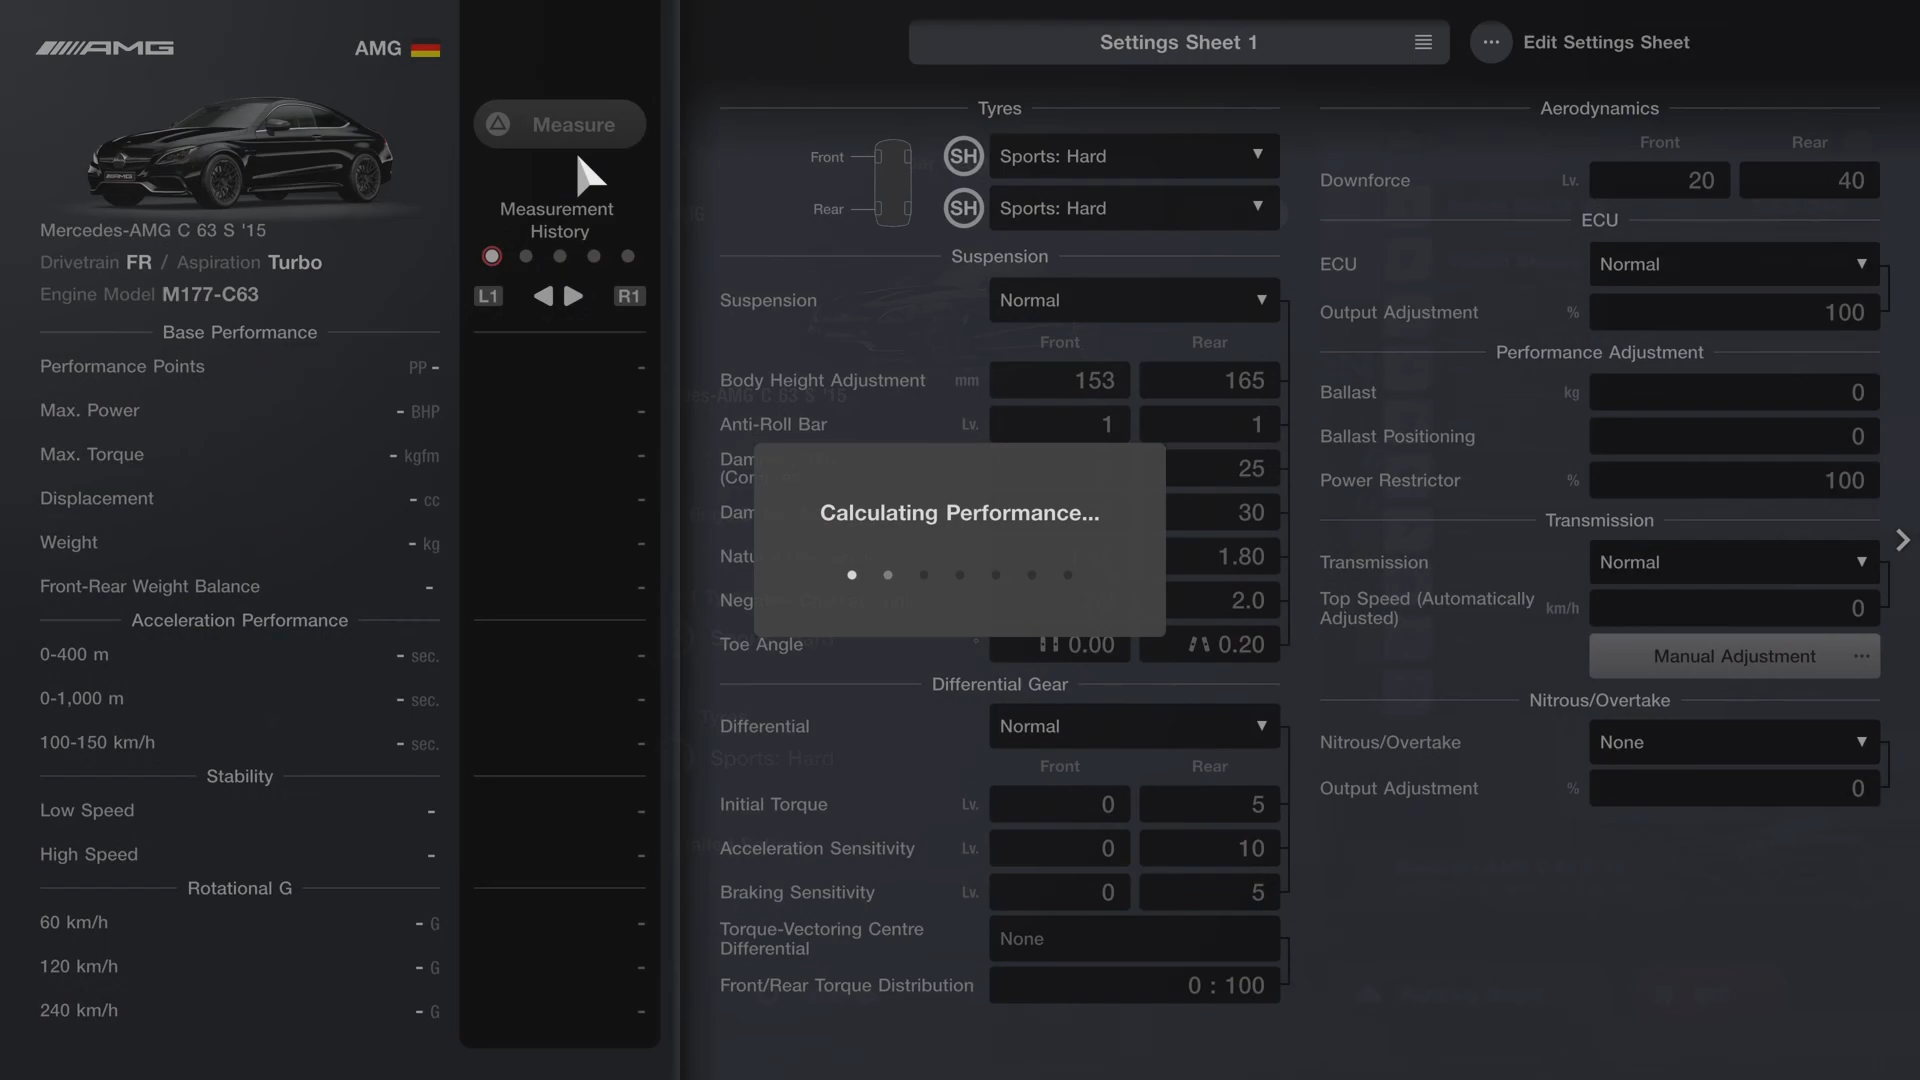 AMG
AMG
Mercedes-AMG C 63 S '15
Drivetrain FR / Aspiration Turbo
Engine Model M177-C63
Base Performance
Performance Points PP -
Max. Power - BHP
Max. Torque - kgfm
Displacement - cc
Weight - kg
Front-Rear Weight Balance -
Acceleration Performance
0-400 m - sec.
0-1,000 m - sec.
100-150 km/h - sec.
Stability
Low Speed -
High Speed -
Rotational G
60 km/h - G
120 km/h - G
240 km/h - G
Measure
Measurement
History
L1 R1
-
-
-
-
-
-
-
-
-
-
-
-
-
-
Settings Sheet 1
Edit Settings Sheet
Tyres
Front SH Sports: Hard
Rear SH Sports: Hard
Suspension
Suspension Normal
Front Rear
Body Height Adjustment mm 153 165
Anti-Roll Bar Lv. 1 1
25
30
1.80
2.0
Toe Angle ° 0.00 0.20
Calculating Performance...
Differential Gear
Differential Normal
Front Rear
Initial Torque Lv. 0 5
Acceleration Sensitivity Lv. 0 10
Braking Sensitivity Lv. 0 5
Torque-Vectoring Centre
Differential None
Front/Rear Torque Distribution 0 : 100
Aerodynamics
Front Rear
Downforce Lv. 20 40
ECU
ECU Normal
Output Adjustment % 100
Performance Adjustment
Ballast kg 0
Ballast Positioning 0
Power Restrictor % 100
Transmission
Transmission Normal
Top Speed (Automatically
Adjusted) km/h 0
Manual Adjustment ...
Nitrous/Overtake
Nitrous/Overtake None
Output Adjustment % 0